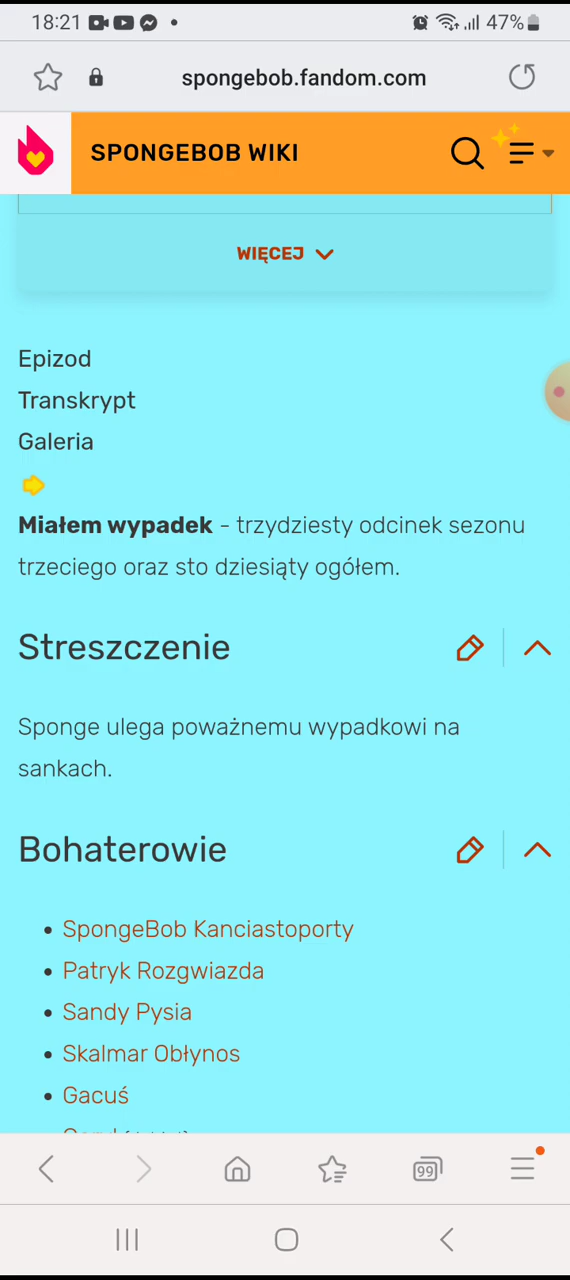 18:21
47%
spongebob.fandom.com
SPONGEBOB WIKI
WIĘCEJ
Epizod
Transkrypt
Galeria
Miałem wypadek - trzydziesty odcinek sezonu
trzeciego oraz sto dziesiąty ogółem.
Streszczenie
Sponge ulega poważnemu wypadkowi na
sankach.
Bohaterowie
SpongeBob Kanciastoporty
Patryk Rozgwiazda
Sandy Pysia
Skalmar Obłynos
Gacuś
99